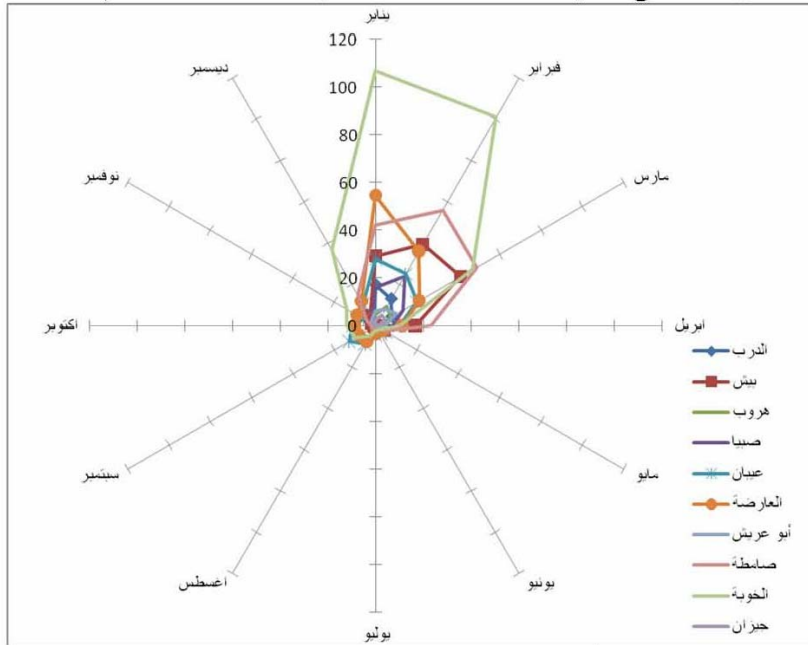 يناير
فبراير
مارس
ابريل
مايو
يونيو
يوليو
اغسطس
سبتمبر
اكتوبر
نوفمبر
ديسمبر
120
100
80
60
40
20
0
الدرب
بيش
هروب
صبيا
عيبان
العارضة
أبو عريش
صامطة
الخوبة
جيزان